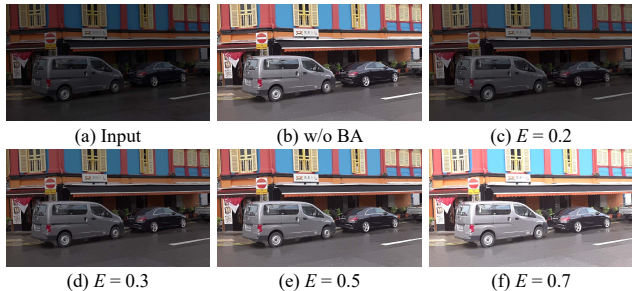 (a) Input
(b) w/o BA
(c) E = 0.2
(d) E = 0.3
(e) E = 0.5
(f) E = 0.7